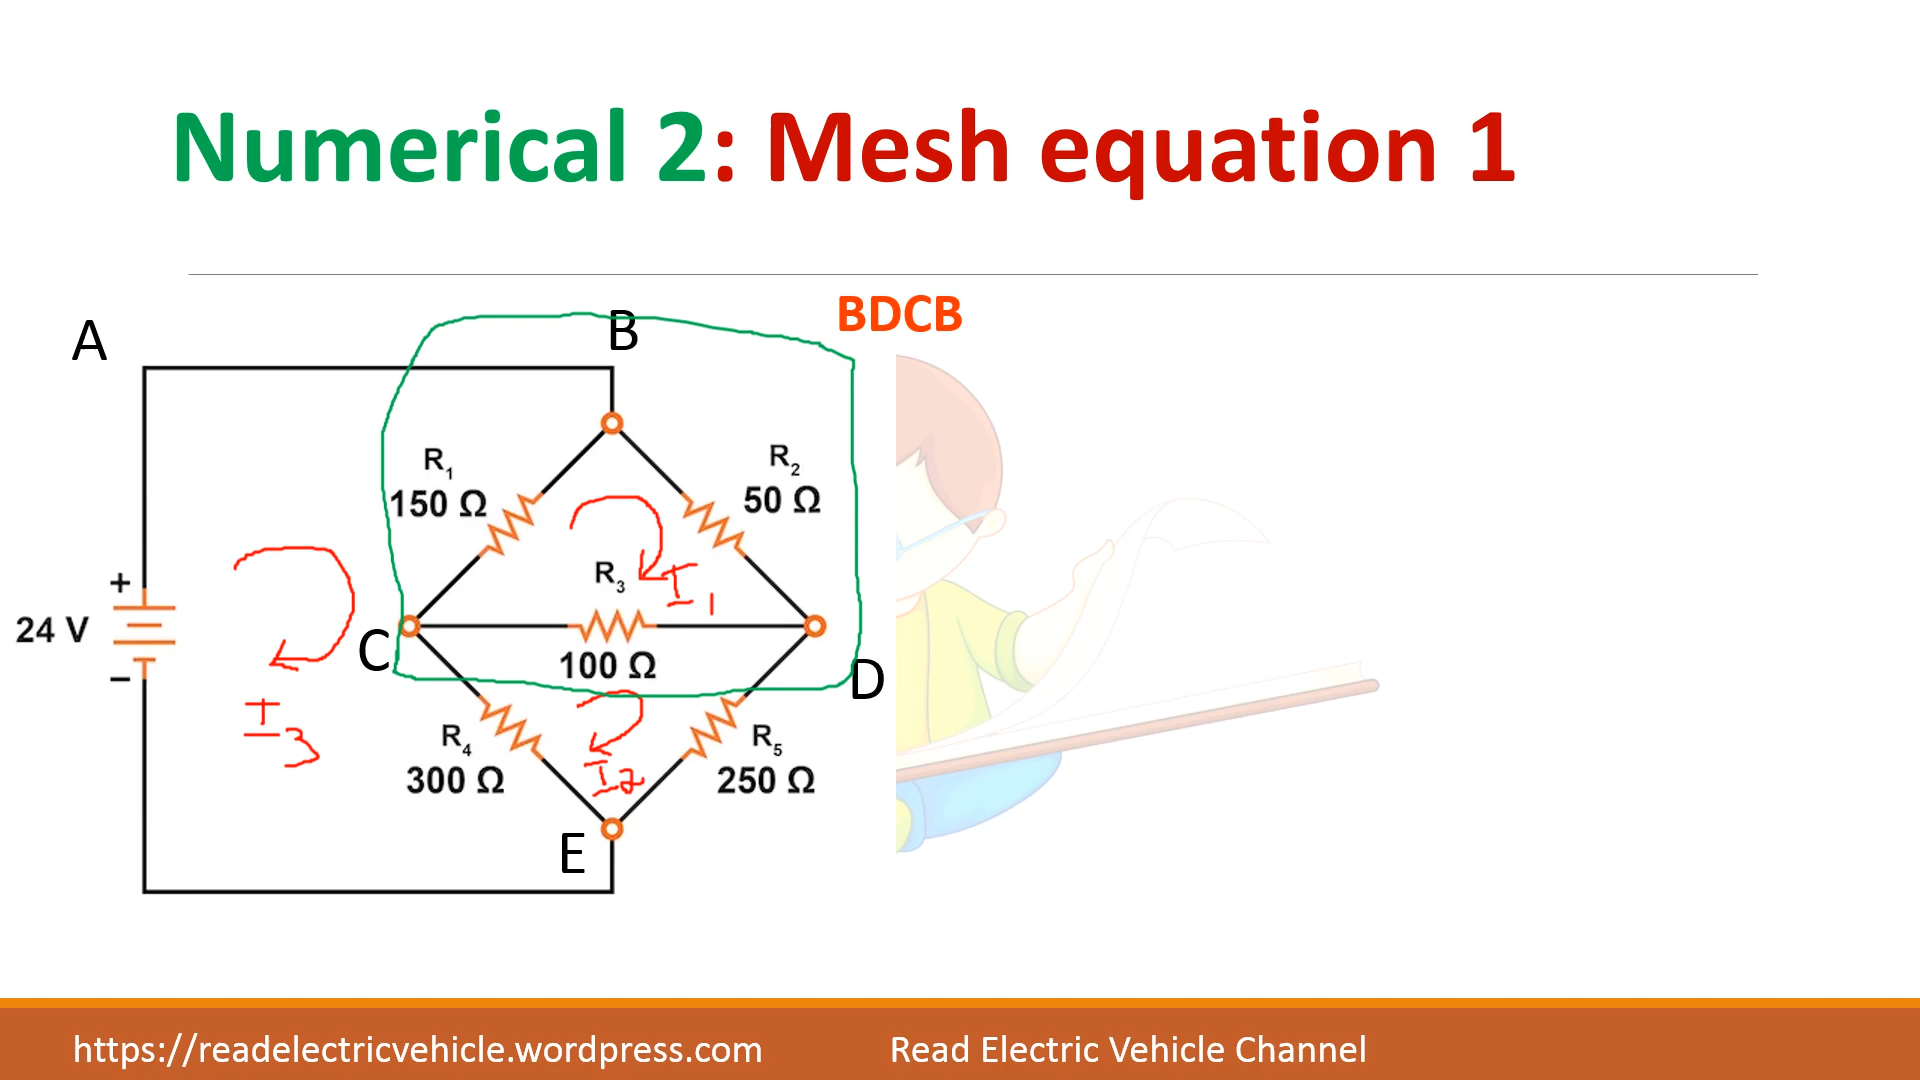 Numerical 2: Mesh equation 1
BDCB
A
B
R1
150 Ω
R2
50 Ω
R3
I1
+
24 V
–
C
100 Ω
D
I3
R4
300 Ω
I2
R5
250 Ω
E
https://readelectricvehicle.wordpress.com
Read Electric Vehicle Channel